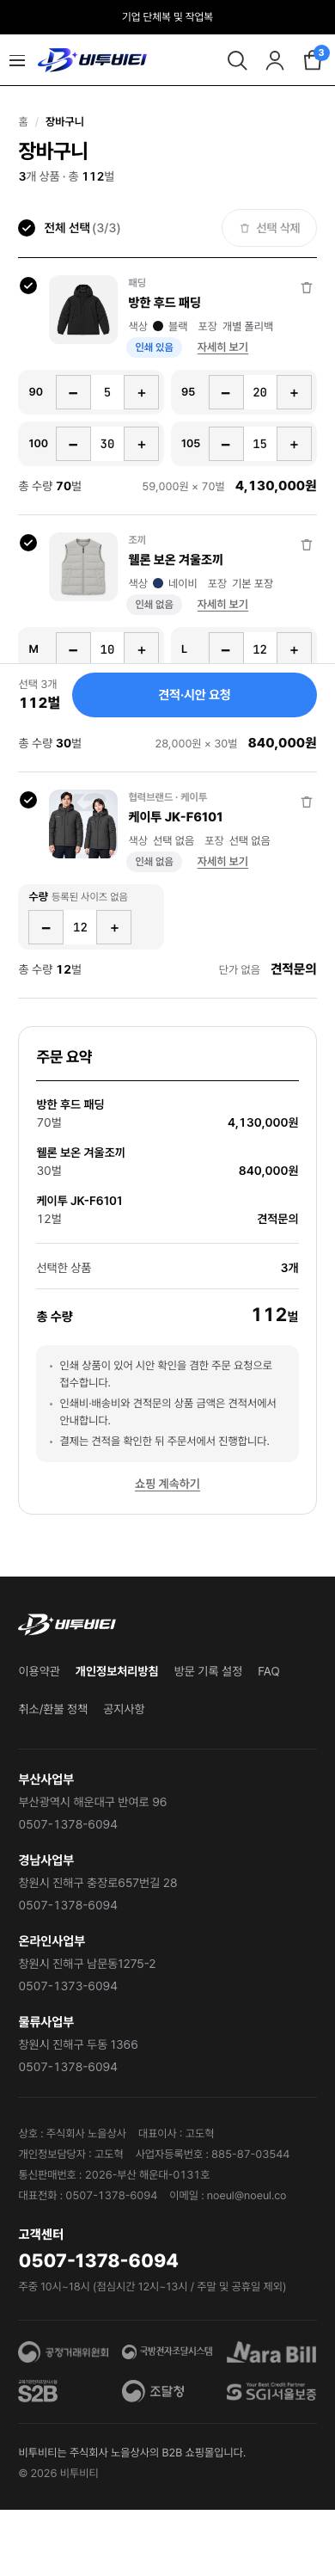 기업 단체복 및 작업복
비투비티
3
홈 / 장바구니
장바구니
3개 상품 · 총 112벌
전체 선택 (3/3)
선택 삭제
패딩
방한 후드 패딩
색상 블랙 포장 개별 폴리백
인쇄 있음 자세히 보기
90 − 5 + 95 − 20 +
100 − 30 + 105 − 15 +
총 수량 70벌 59,000원 × 70벌 4,130,000원
조끼
웰론 보온 겨울조끼
색상 네이비 포장 기본 포장
인쇄 없음 자세히 보기
M − 10 + L − 12 +
선택 3개
112벌
견적·시안 요청
총 수량 30벌 28,000원 × 30벌 840,000원
협력브랜드 · 케이투
케이투 JK-F6101
색상 선택 없음 포장 선택 없음
인쇄 없음 자세히 보기
수량 등록된 사이즈 없음
− 12 +
총 수량 12벌 단가 없음 견적문의
주문 요약
방한 후드 패딩
70벌 4,130,000원
웰론 보온 겨울조끼
30벌 840,000원
케이투 JK-F6101
12벌 견적문의
선택한 상품 3개
총 수량 112벌
• 인쇄 상품이 있어 시안 확인을 겸한 주문 요청으로
접수합니다.
• 인쇄비·배송비와 견적문의 상품 금액은 견적서에서
안내합니다.
• 결제는 견적을 확인한 뒤 주문서에서 진행합니다.
쇼핑 계속하기
비투비티
이용약관 개인정보처리방침 방문 기록 설정 FAQ
취소/환불 정책 공지사항
부산사업부
부산광역시 해운대구 반여로 96
0507-1378-6094
경남사업부
창원시 진해구 충장로657번길 28
0507-1378-6094
온라인사업부
창원시 진해구 남문동1275-2
0507-1373-6094
물류사업부
창원시 진해구 두동 1366
0507-1378-6094
상호 : 주식회사 노을상사 대표이사 : 고도혁
개인정보담당자 : 고도혁 사업자등록번호 : 885-87-03544
통신판매번호 : 2026-부산 해운대-0131호
대표전화 : 0507-1378-6094 이메일 : noeul@noeul.co
고객센터
0507-1378-6094
주중 10시~18시 (점심시간 12시~13시 / 주말 및 공휴일 제외)
공정거래위원회 국방전자조달시스템 Nara Bill
S2B 조달청 Your Best Credit Partner SGI서울보증
비투비티는 주식회사 노을상사의 B2B 쇼핑몰입니다.
© 2026 비투비티